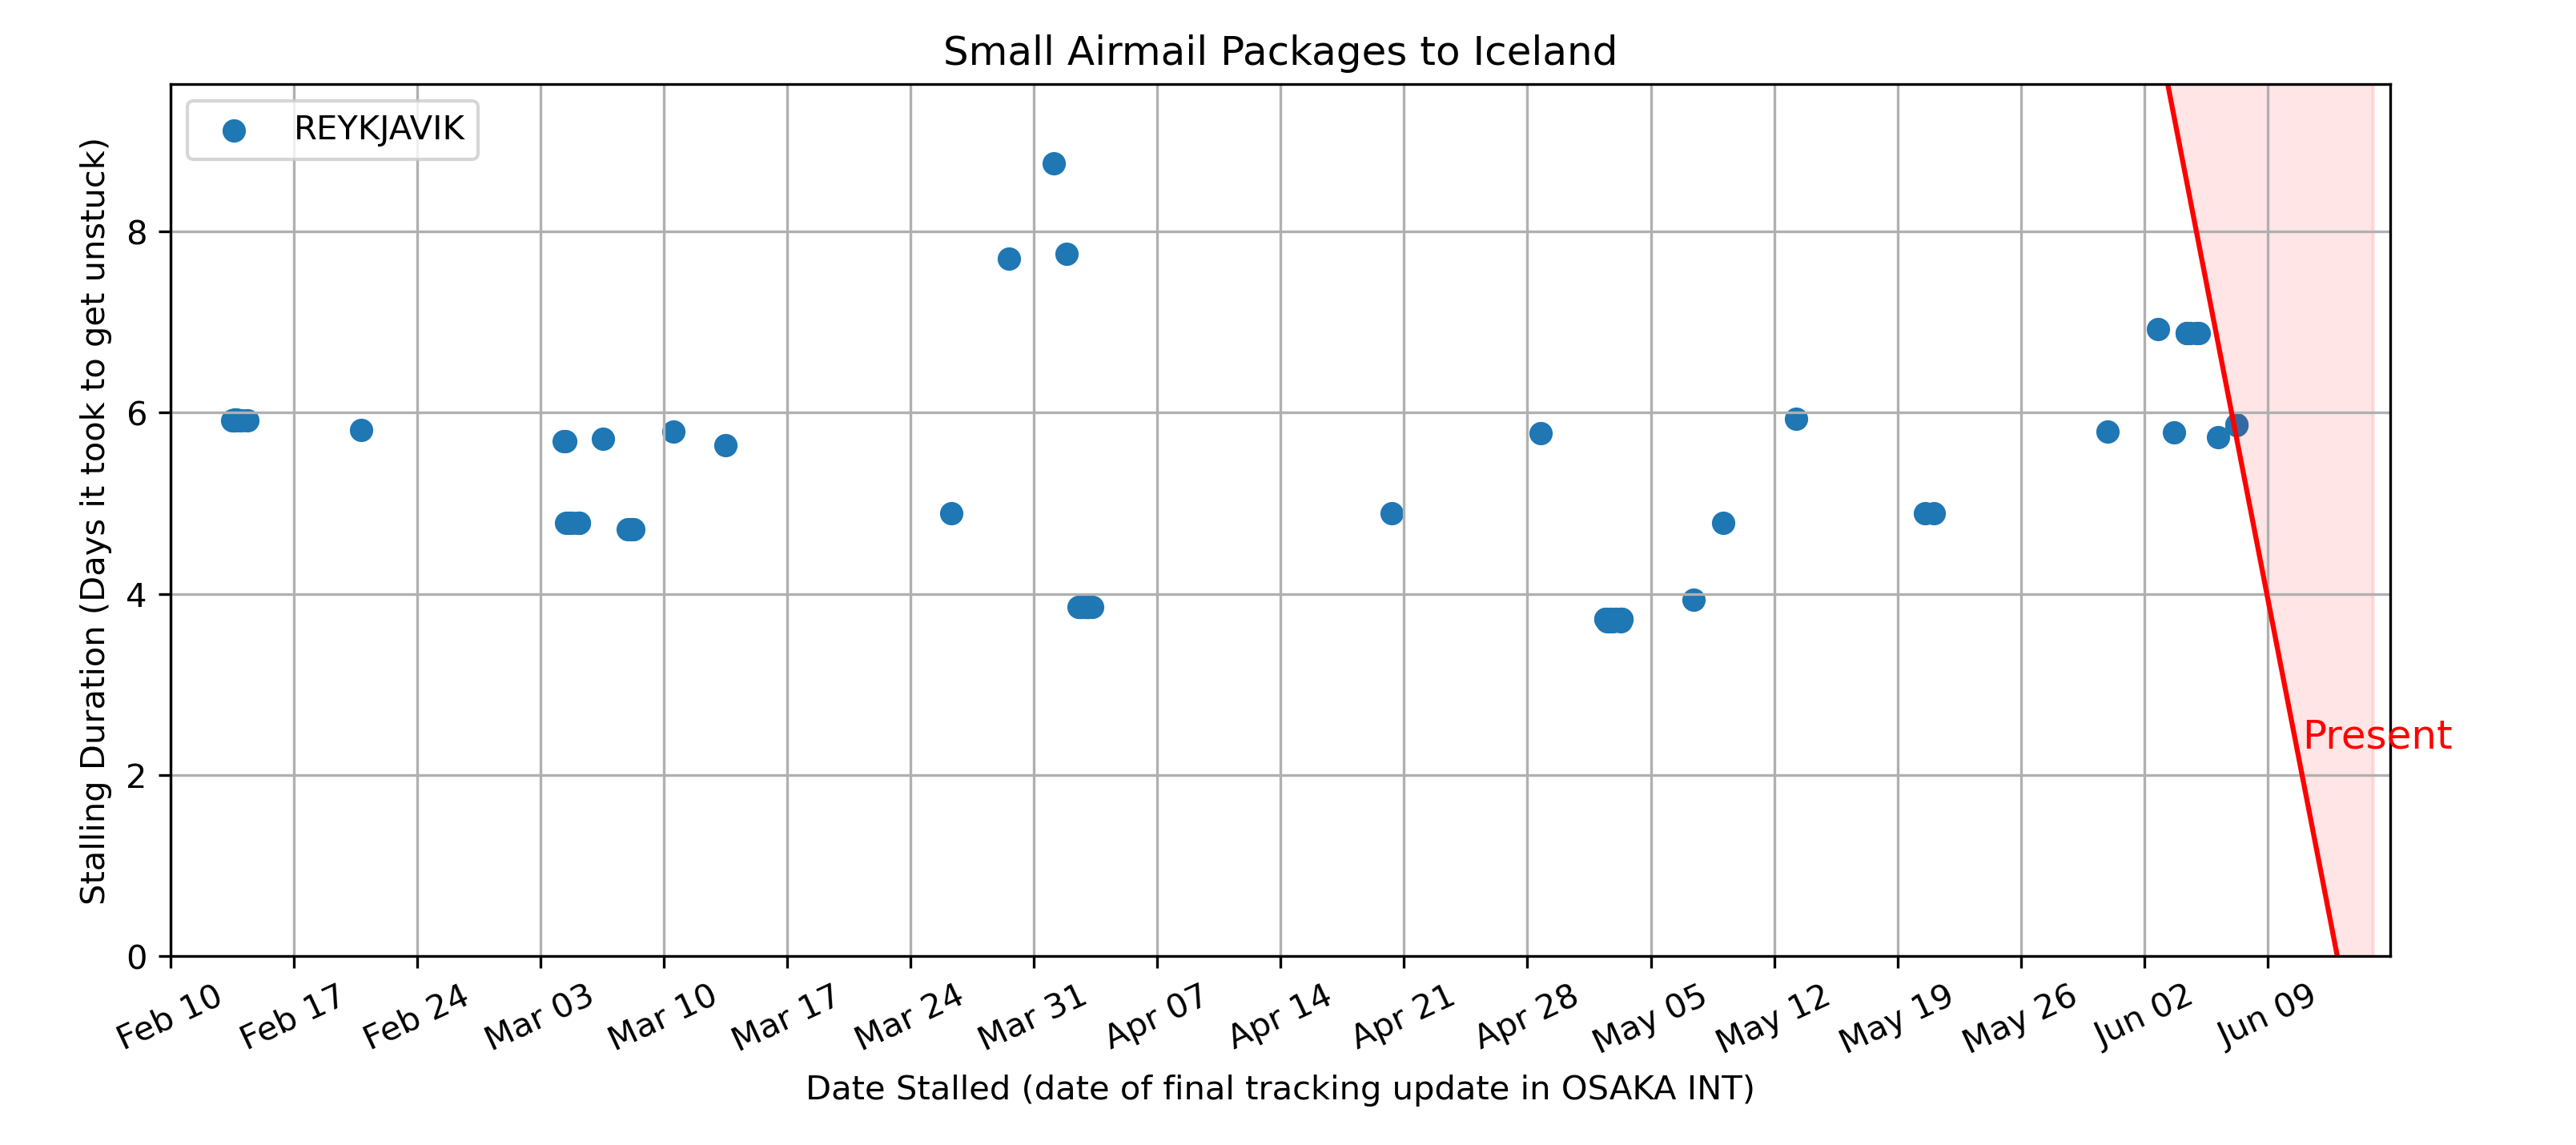 Small Airmail Packages to Iceland
REYKJAVIK
Stalling Duration (Days it took to get unstuck)
8
6
4
2
0
Present
Feb 10
Feb 17
Feb 24
Mar 03
Mar 10
Mar 17
Mar 24
Mar 31
Apr 07
Apr 14
Apr 21
Apr 28
May 05
May 12
May 19
May 26
Jun 02
Jun 09
Date Stalled (date of final tracking update in OSAKA INT)